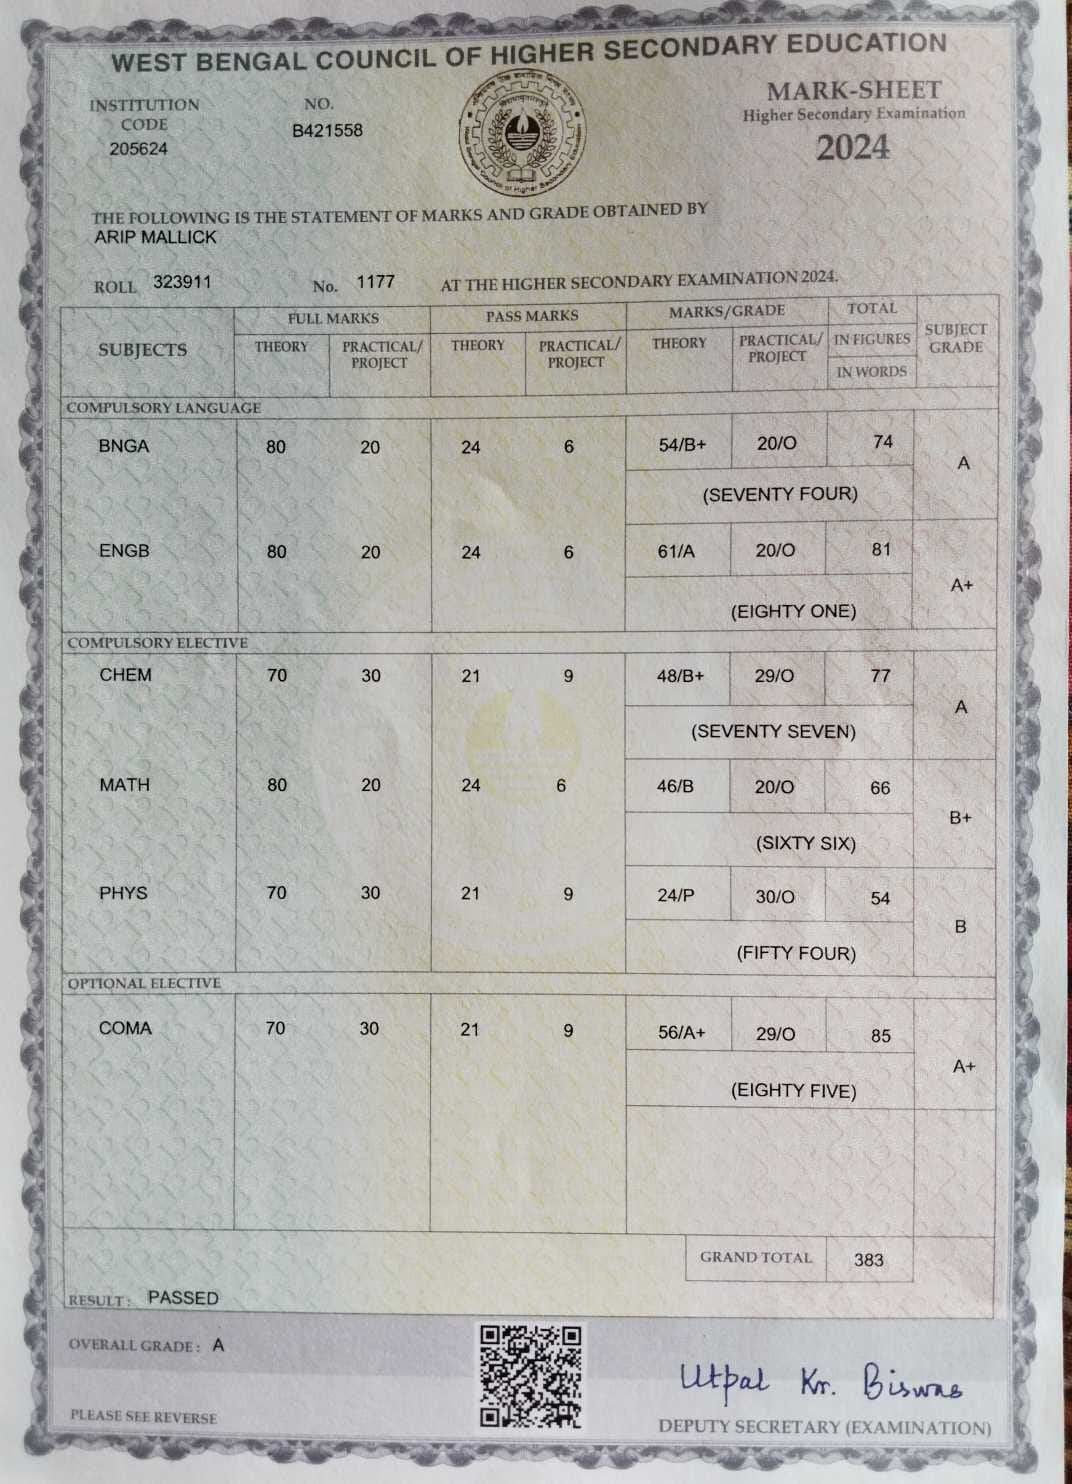 WEST BENGAL COUNCIL OF HIGHER SECONDARY EDUCATION
INSTITUTION CODE 205624
NO. B421558
MARK-SHEET
Higher Secondary Examination
2024
West Bengal Council of Higher Secondary Education
THE FOLLOWING IS THE STATEMENT OF MARKS AND GRADE OBTAINED BY
ARIP MALLICK
ROLL 323911 No. 1177 AT THE HIGHER SECONDARY EXAMINATION 2024.
SUBJECTS FULL MARKS PASS MARKS MARKS/GRADE TOTAL SUBJECT GRADE
THEORY PRACTICAL/PROJECT THEORY PRACTICAL/PROJECT THEORY PRACTICAL/PROJECT IN FIGURES
IN WORDS
COMPULSORY LANGUAGE
BNGA 80 20 24 6 54/B+ 20/O 74 A
(SEVENTY FOUR)
ENGB 80 20 24 6 61/A 20/O 81 A+
(EIGHTY ONE)
COMPULSORY ELECTIVE
CHEM 70 30 21 9 48/B+ 29/O 77 A
(SEVENTY SEVEN)
MATH 80 20 24 6 46/B 20/O 66 B+
(SIXTY SIX)
PHYS 70 30 21 9 24/P 30/O 54 B
(FIFTY FOUR)
OPTIONAL ELECTIVE
COMA 70 30 21 9 56/A+ 29/O 85 A+
(EIGHTY FIVE)
GRAND TOTAL 383
RESULT: PASSED
OVERALL GRADE: A
Utpal Kr. Biswas
PLEASE SEE REVERSE
DEPUTY SECRETARY (EXAMINATION)